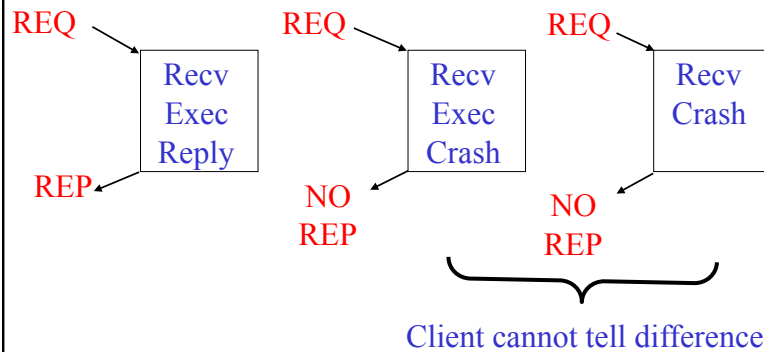 REQ
Recv
Exec
Reply
REP
REQ
Recv
Exec
Crash
NO
REP
REQ
Recv
Crash
NO
REP
Client cannot tell difference